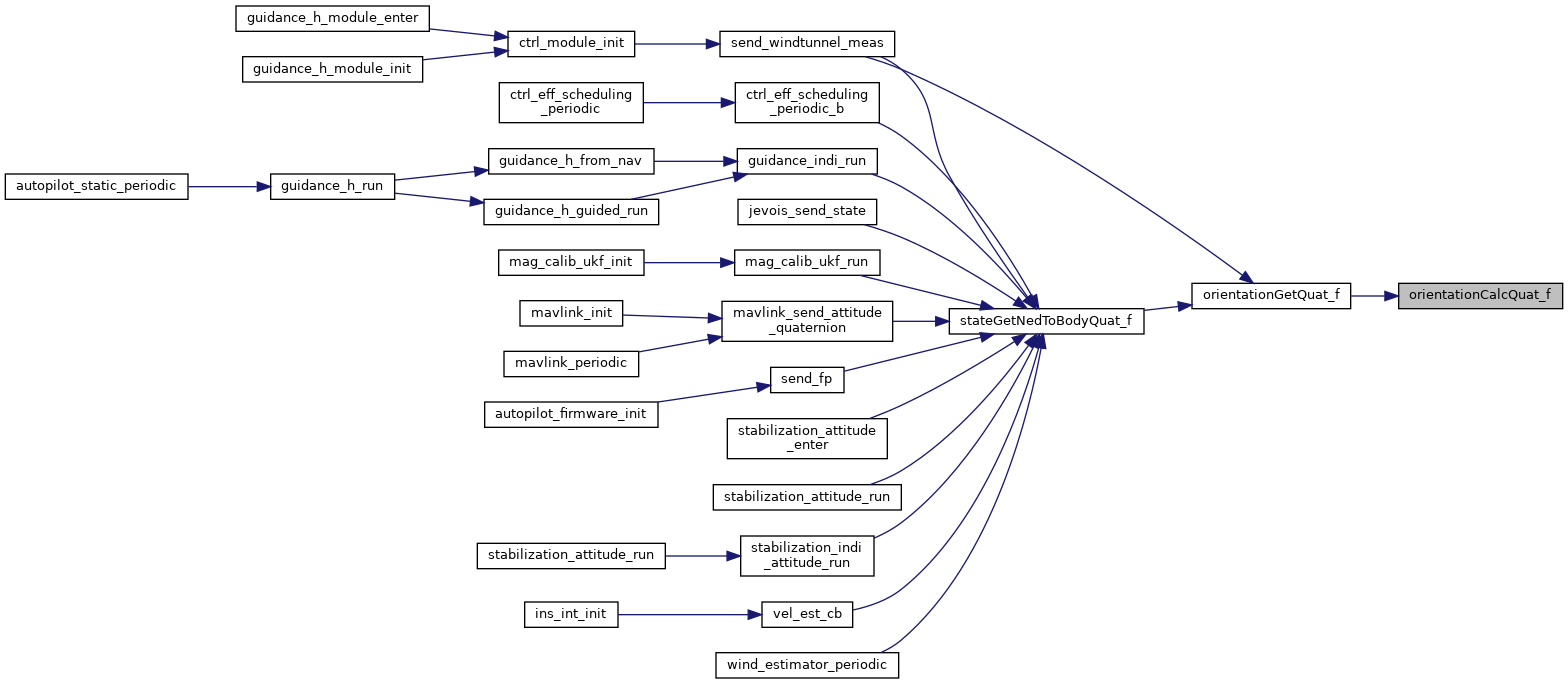 guidance_h_module_enter
ctrl_module_init
send_windtunnel_meas
guidance_h_module_init
ctrl_eff_scheduling
_periodic
ctrl_eff_scheduling
_periodic_b
guidance_h_from_nav
guidance_indi_run
autopilot_static_periodic
guidance_h_run
guidance_h_guided_run
jevois_send_state
mag_calib_ukf_init
mag_calib_ukf_run
orientationGetQuat_f
orientationCalcQuat_f
mavlink_init
mavlink_send_attitude
_quaternion
stateGetNedToBodyQuat_f
mavlink_periodic
send_fp
autopilot_firmware_init
stabilization_attitude
_enter
stabilization_attitude_run
stabilization_attitude_run
stabilization_indi
_attitude_run
ins_int_init
vel_est_cb
wind_estimator_periodic